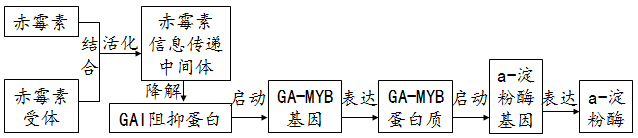 赤霉素
赤霉素
受体
结合
活化
赤霉素
信息传递
中间体
降解
GAI阻抑蛋白
启动
GA-MYB
基因
表达
GA-MYB
蛋白质
启动
a-淀
粉酶
基因
表达
a-淀
粉酶